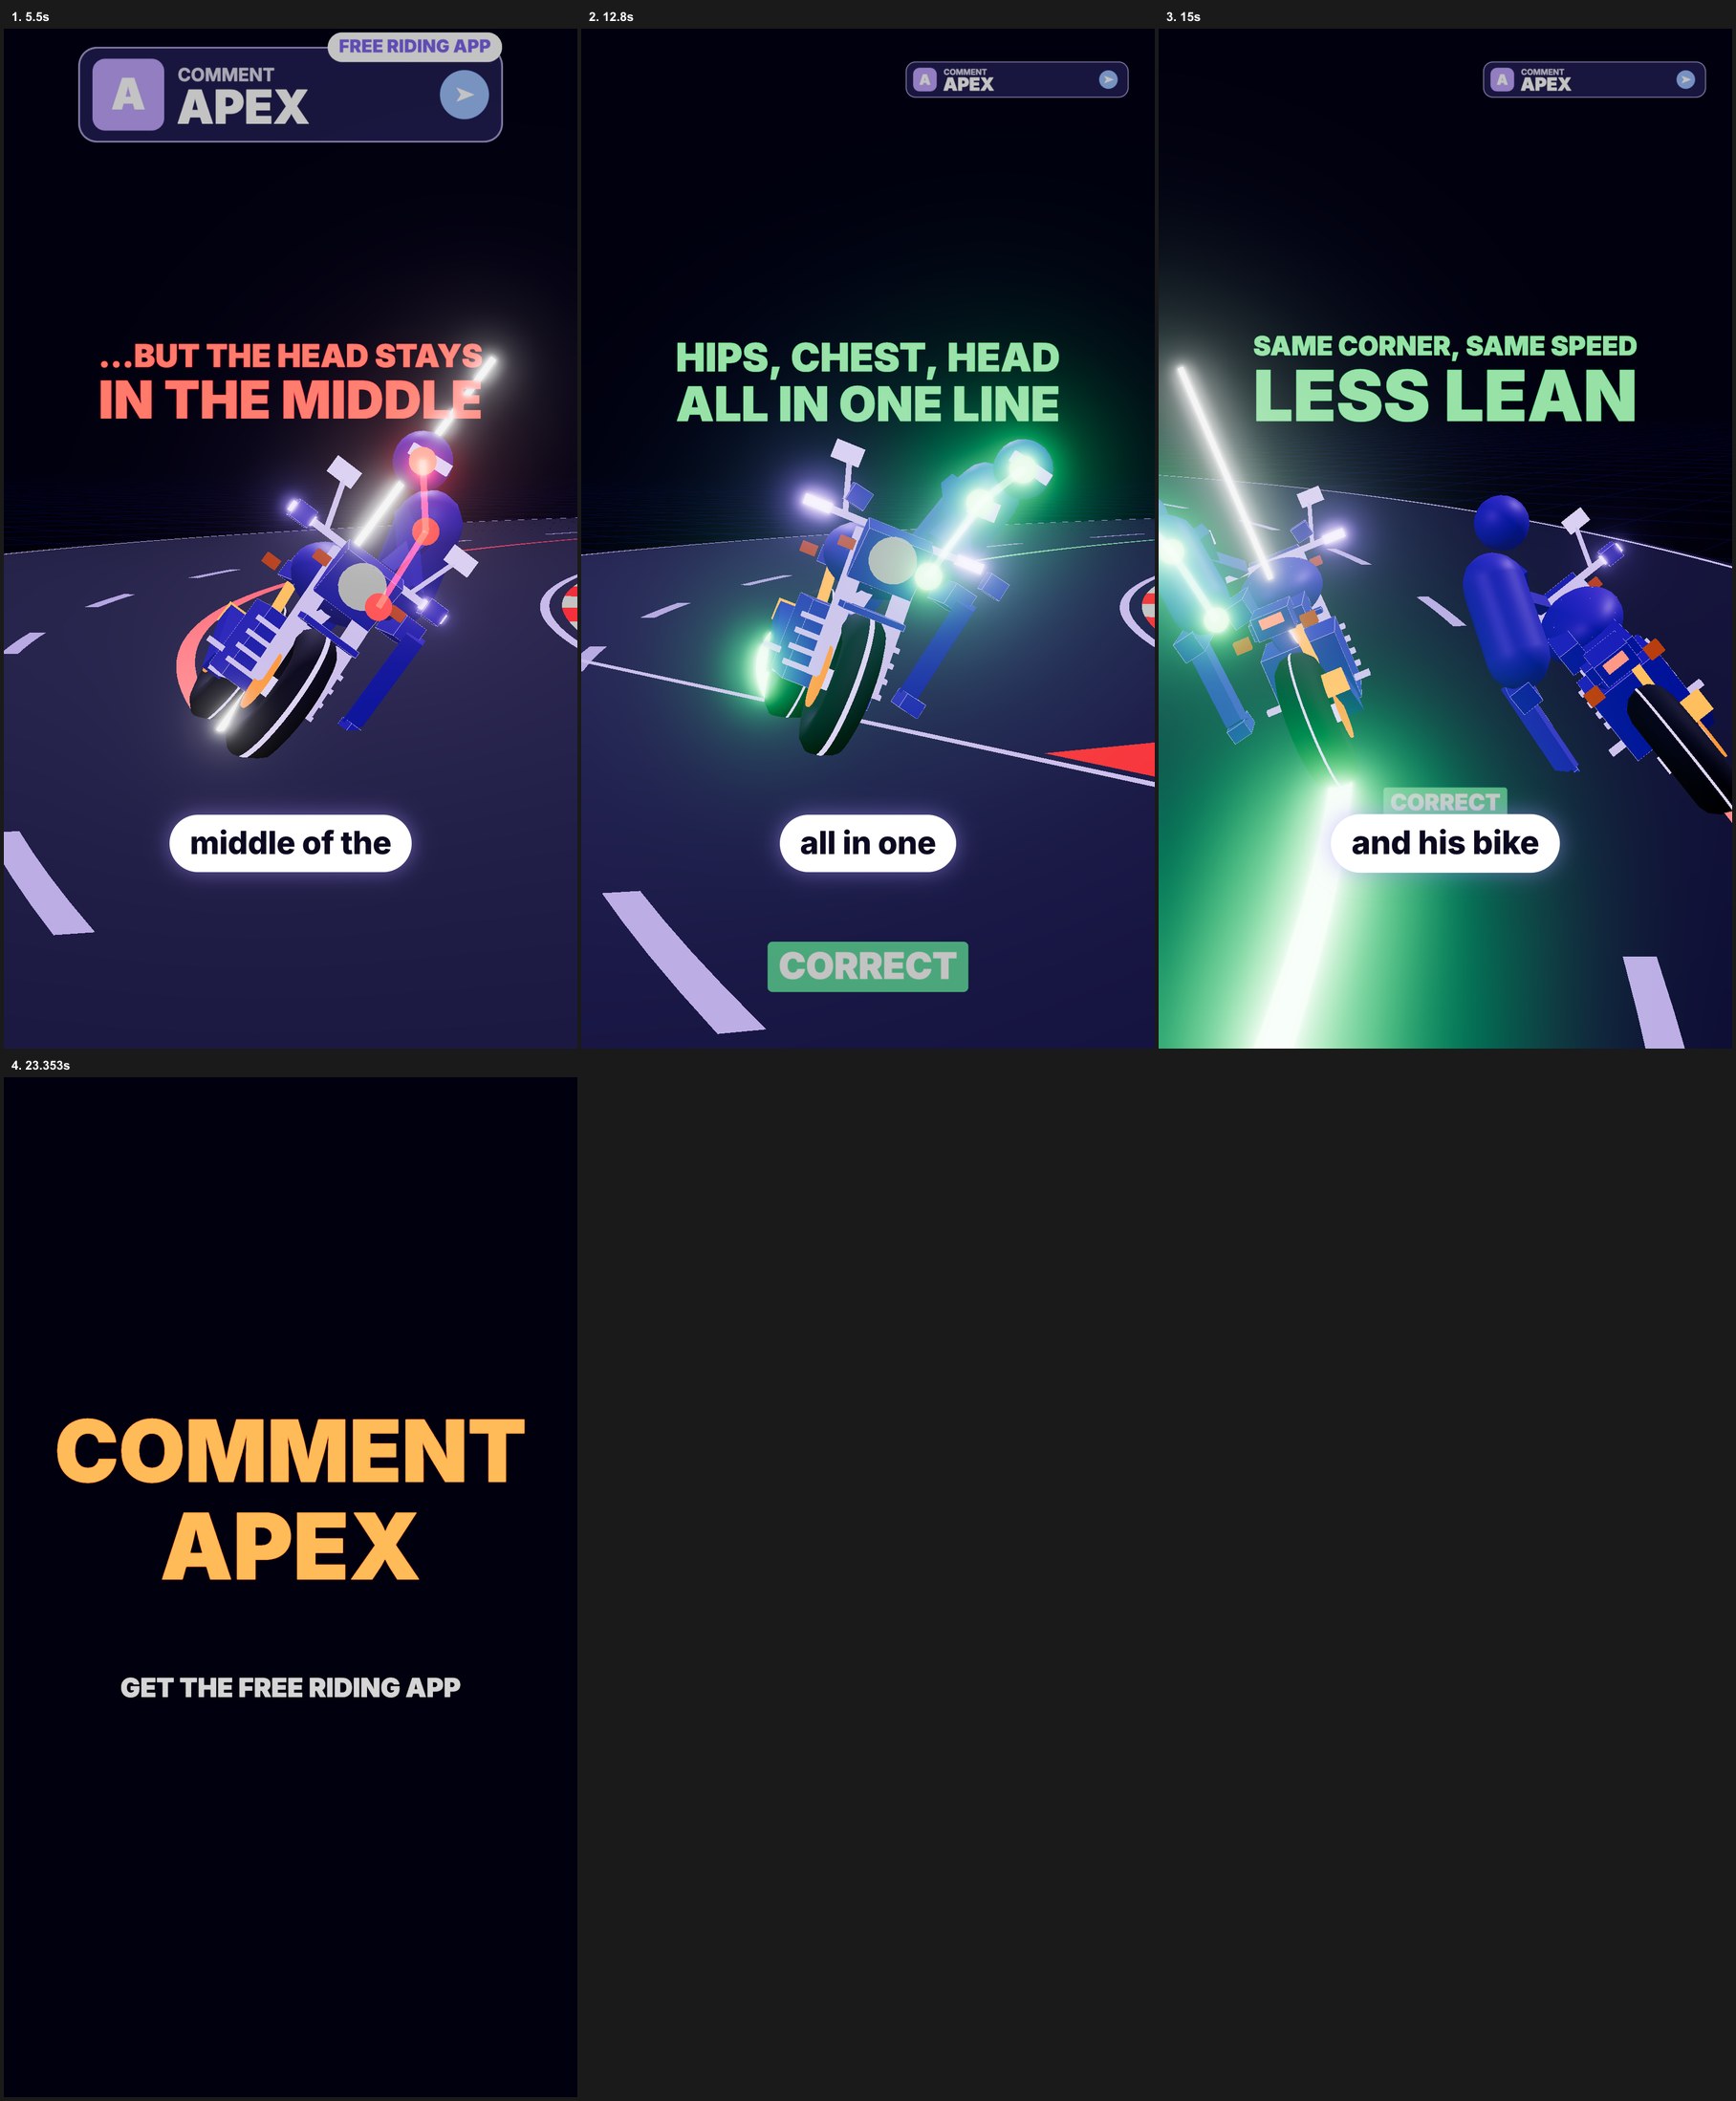 1. 5.5s
FREE RIDING APP
A
COMMENT
APEX
...BUT THE HEAD STAYS
IN THE MIDDLE
middle of the
2. 12.8s
A
COMMENT
APEX
HIPS, CHEST, HEAD
ALL IN ONE LINE
all in one
CORRECT
3. 15s
A
COMMENT
APEX
SAME CORNER, SAME SPEED
LESS LEAN
CORRECT
and his bike
4. 23.353s
COMMENT
APEX
GET THE FREE RIDING APP